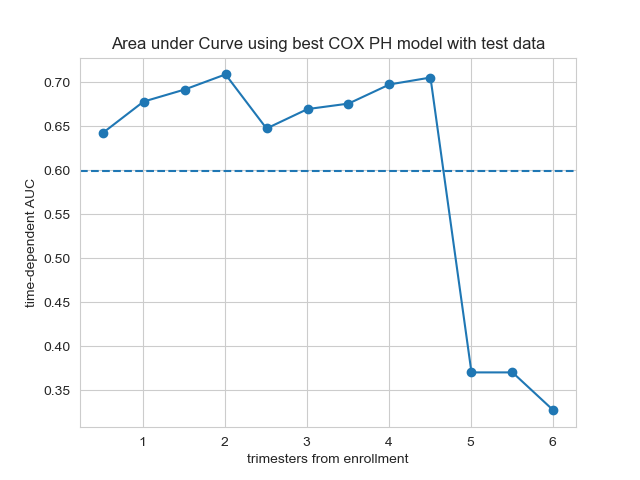 Area under Curve using best COX PH model with test data
time-dependent AUC
0.70
0.65
0.60
0.55
0.50
0.45
0.40
0.35
1 2 3 4 5 6
trimesters from enrollment